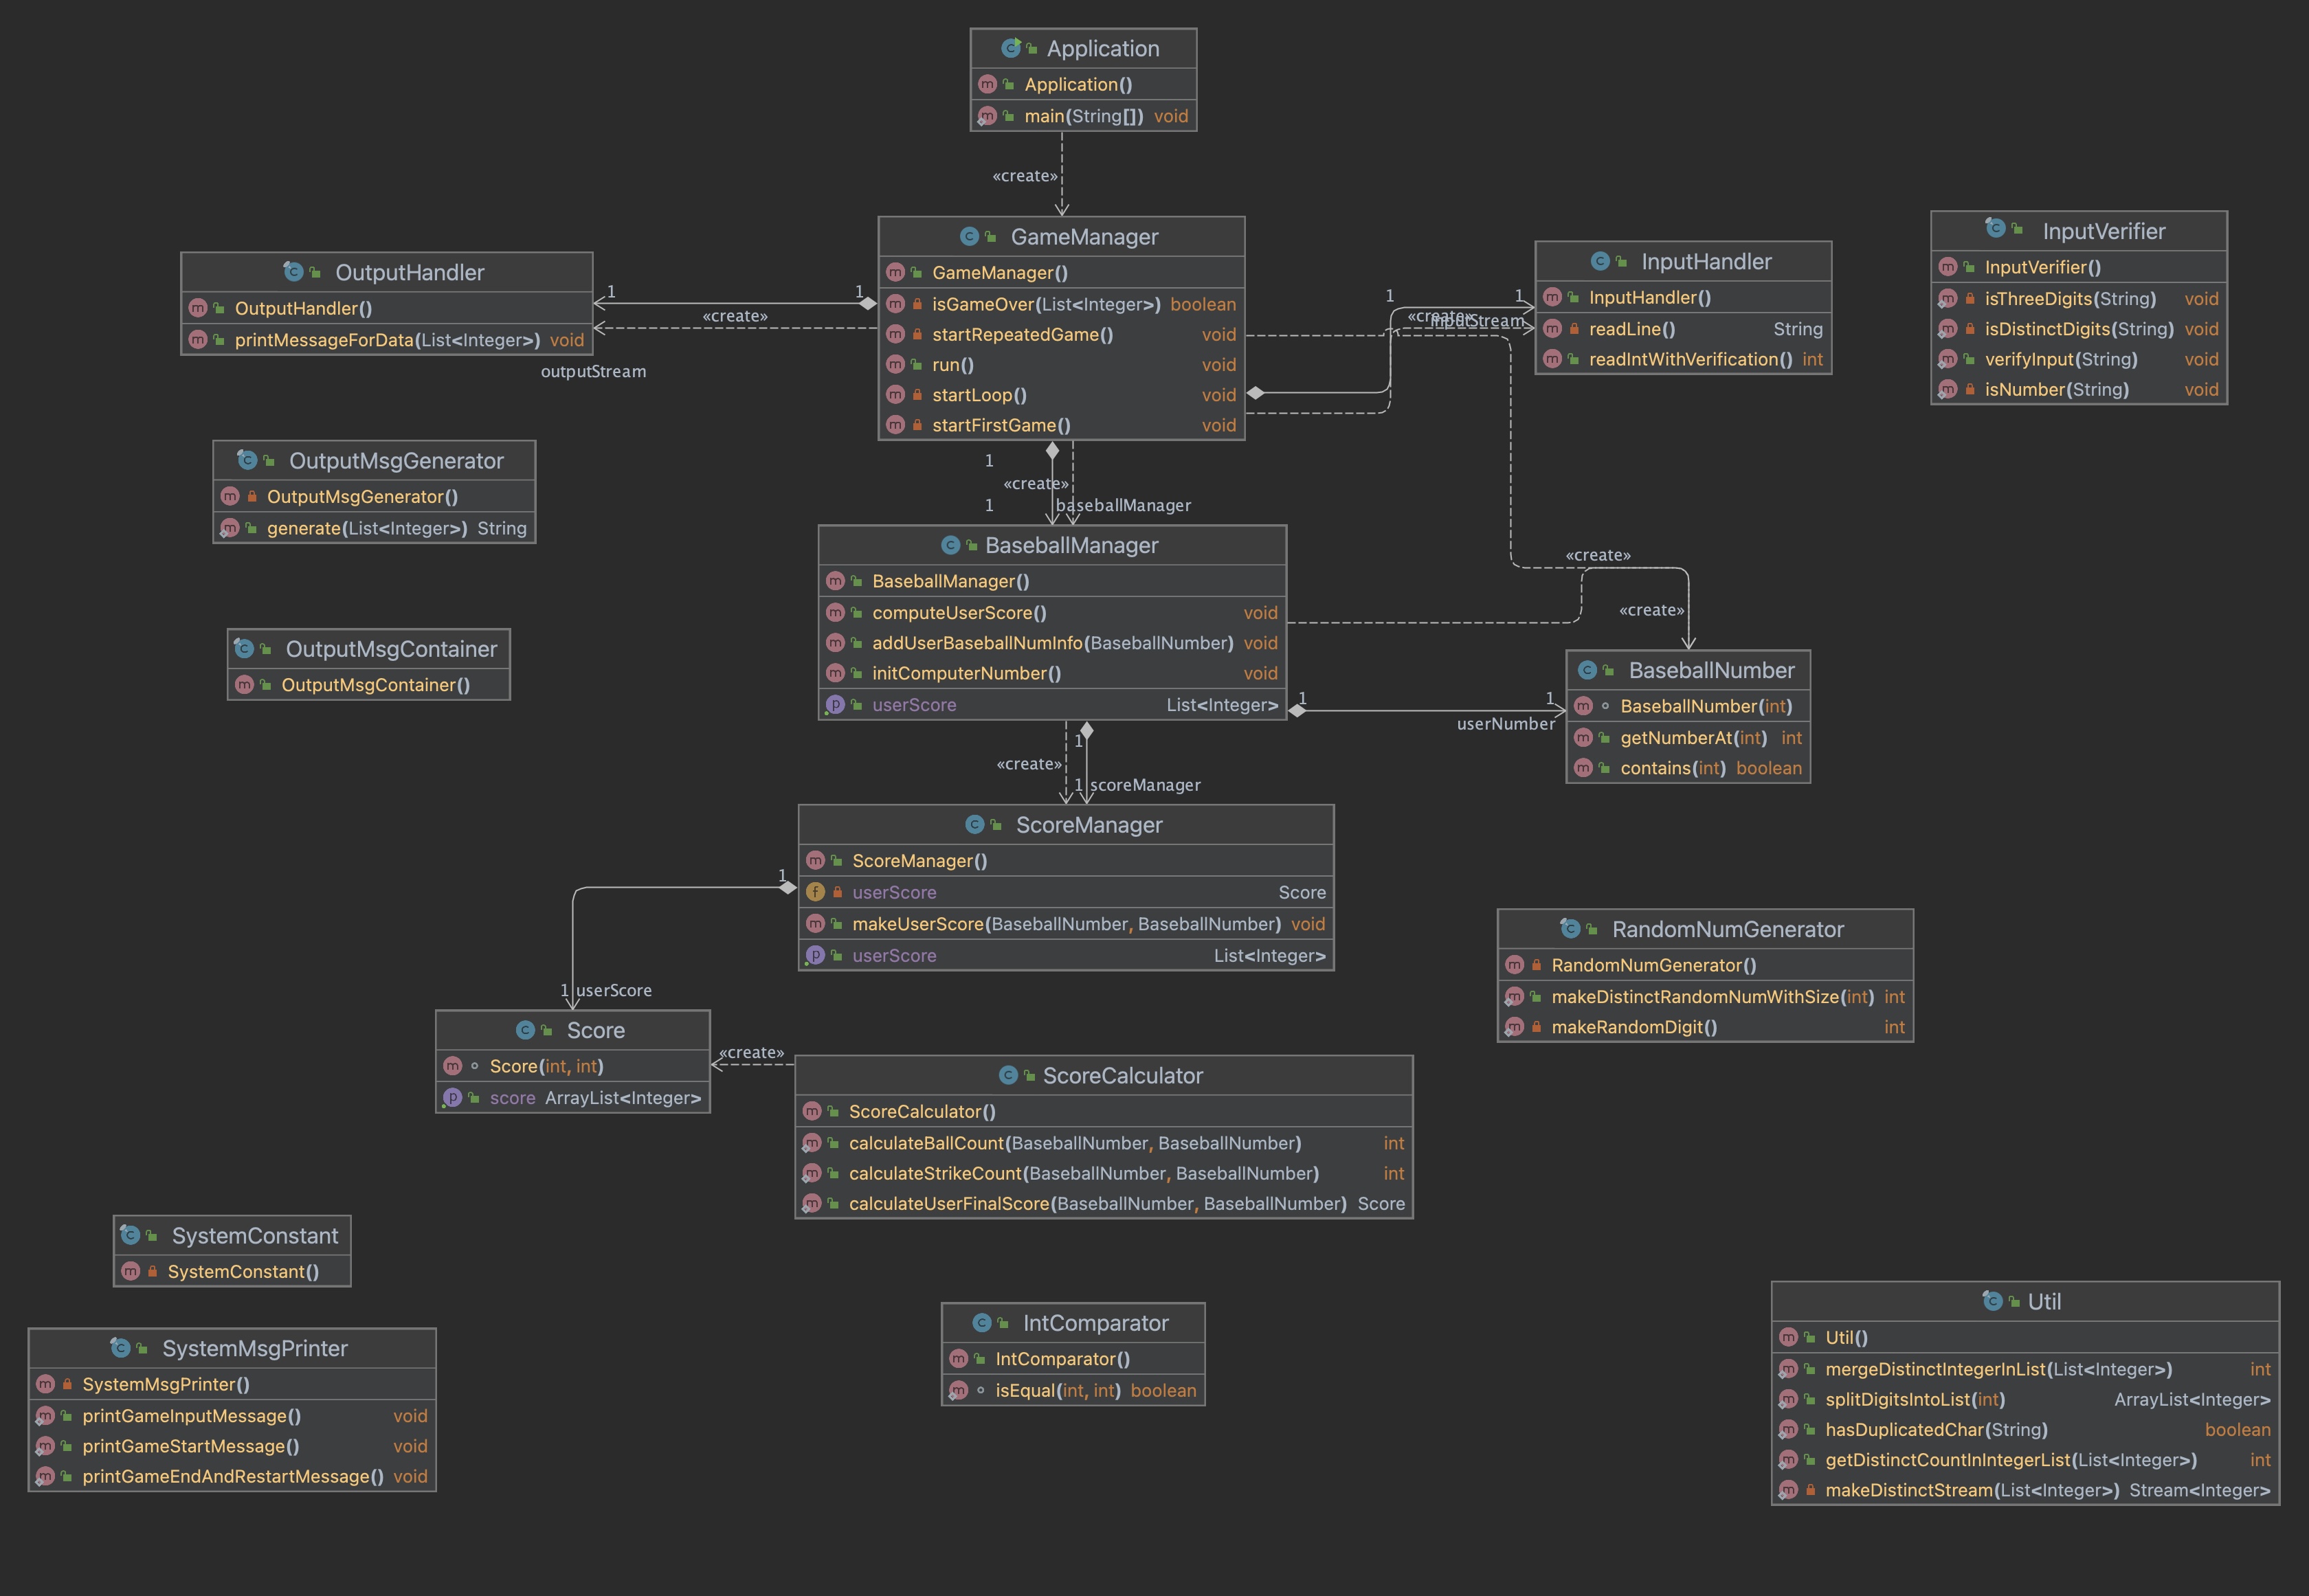 Application
Application()
main(String[]) void
«create»
GameManager
GameManager()
isGameOver(List<Integer>) boolean
startRepeatedGame() void
run() void
startLoop() void
startFirstGame() void
OutputHandler
OutputHandler()
printMessageForData(List<Integer>) void
1 1
«create»
outputStream
InputHandler
InputHandler()
readLine() String
readIntWithVerification() int
1 1
«create»
inputStream
InputVerifier
InputVerifier()
isThreeDigits(String) void
isDistinctDigits(String) void
verifyInput(String) void
isNumber(String) void
OutputMsgGenerator
OutputMsgGenerator()
generate(List<Integer>) String
1
«create»
1 baseballManager
BaseballManager
BaseballManager()
computeUserScore() void
addUserBaseballNumInfo(BaseballNumber) void
initComputerNumber() void
userScore List<Integer>
«create»
«create»
OutputMsgContainer
OutputMsgContainer()
BaseballNumber
BaseballNumber(int)
getNumberAt(int) int
contains(int) boolean
1 1
userNumber
1
«create»
1 scoreManager
ScoreManager
ScoreManager()
userScore Score
makeUserScore(BaseballNumber, BaseballNumber) void
userScore List<Integer>
1
1 userScore
RandomNumGenerator
RandomNumGenerator()
makeDistinctRandomNumWithSize(int) int
makeRandomDigit() int
Score
Score(int, int)
score ArrayList<Integer>
«create»
ScoreCalculator
ScoreCalculator()
calculateBallCount(BaseballNumber, BaseballNumber) int
calculateStrikeCount(BaseballNumber, BaseballNumber) int
calculateUserFinalScore(BaseballNumber, BaseballNumber) Score
SystemConstant
SystemConstant()
SystemMsgPrinter
SystemMsgPrinter()
printGameInputMessage() void
printGameStartMessage() void
printGameEndAndRestartMessage() void
IntComparator
IntComparator()
isEqual(int, int) boolean
Util
Util()
mergeDistinctIntegerInList(List<Integer>) int
splitDigitsIntoList(int) ArrayList<Integer>
hasDuplicatedChar(String) boolean
getDistinctCountInIntegerList(List<Integer>) int
makeDistinctStream(List<Integer>) Stream<Integer>